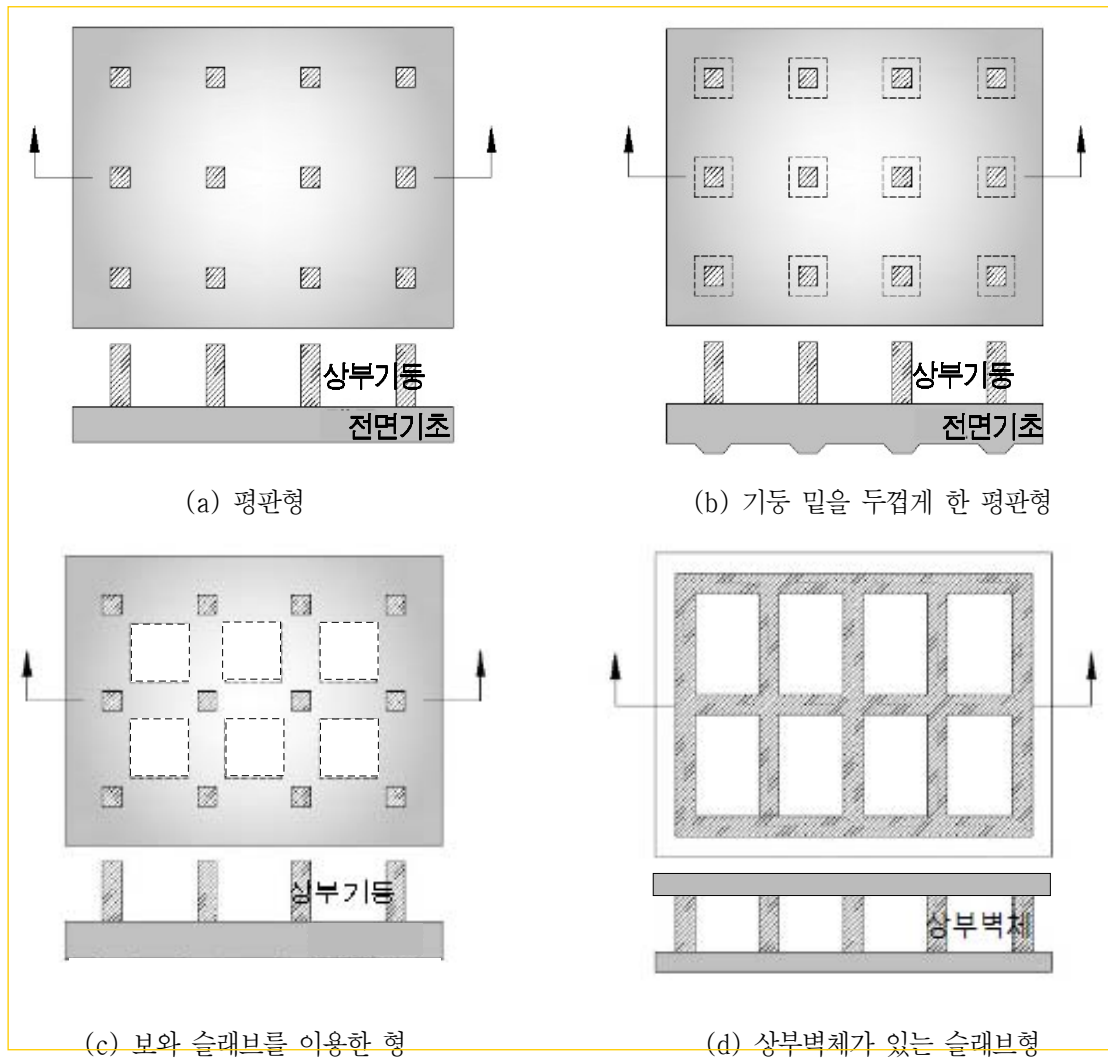 상부기둥
전면기초
(a) 평판형
상부기둥
전면기초
(b) 기둥 밑을 두껍게 한 평판형
상부기둥
(c) 보와 슬래브를 이용한 형
상부벽체
(d) 상부벽체가 있는 슬래브형